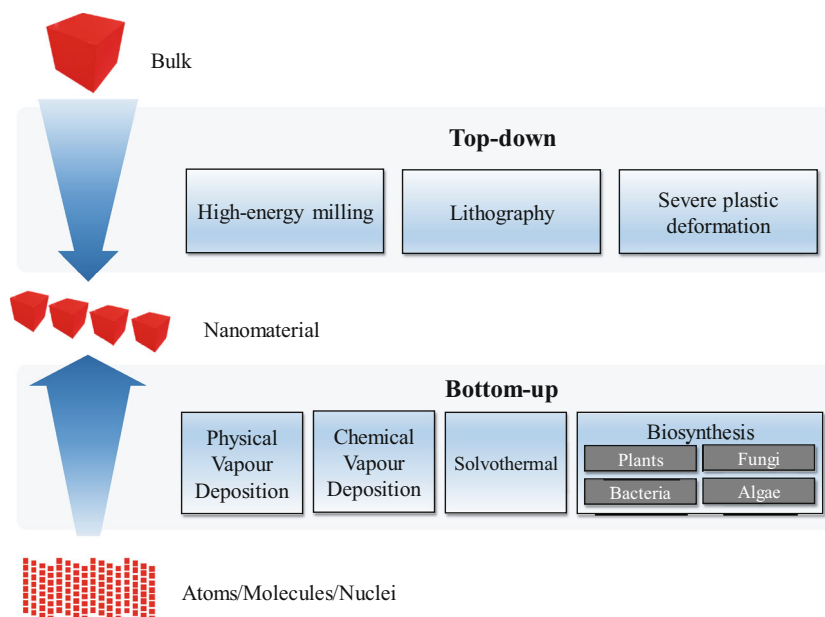 Bulk
Top-down
High-energy milling
Lithography
Severe plastic
deformation
Nanomaterial
Bottom-up
Physical
Vapour
Deposition
Chemical
Vapour
Deposition
Solvothermal
Biosynthesis
Plants
Fungi
Bacteria
Algae
Atoms/Molecules/Nuclei